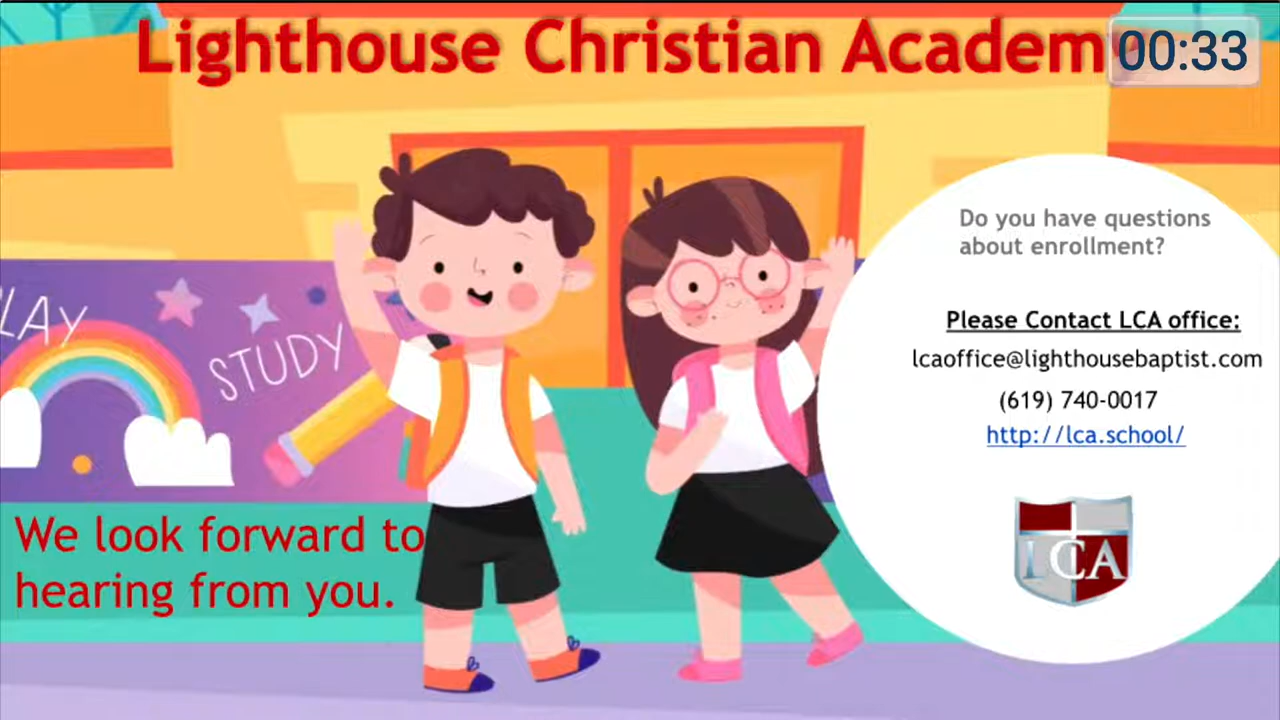 Lighthouse Christian Academ
00:33
Do you have questions
about enrollment?
Please Contact LCA office:
lcaoffice@lighthousebaptist.com
(619) 740-0017
http://lca.school/
LAy
STUDY
We look forward to
hearing from you.
LCA